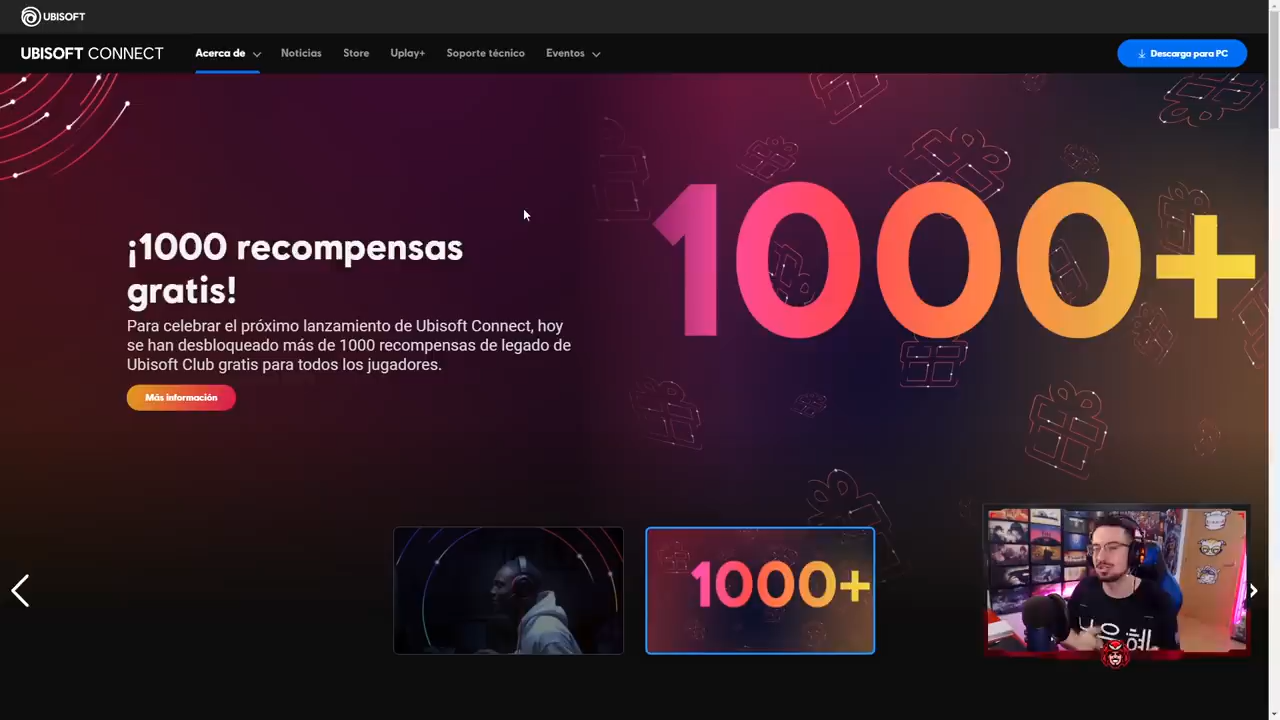 UBISOFT
UBISOFT CONNECT
Acerca de
Noticias
Store
Uplay+
Soporte técnico
Eventos
Descarga para PC
1000+
¡1000 recompensas
gratis!
Para celebrar el próximo lanzamiento de Ubisoft Connect, hoy
se han desbloqueado más de 1000 recompensas de legado de
Ubisoft Club gratis para todos los jugadores.
Más información
1000+